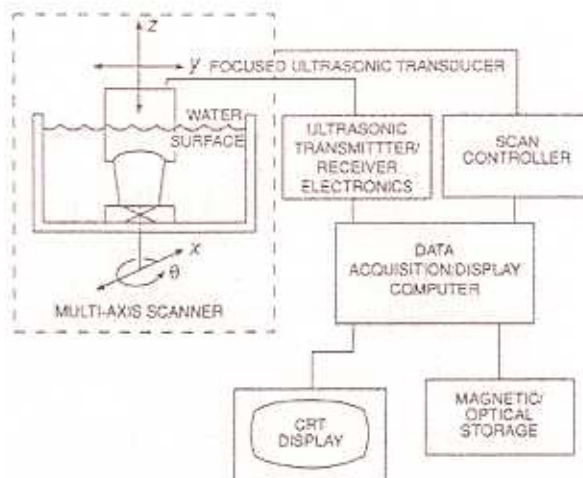 z
y
FOCUSED ULTRASONIC TRANSDUCER
WATER
SURFACE
ULTRASONIC
TRANSMITTTER/
RECEIVER
ELECTRONICS
SCAN
CONTROLLER
x
θ
MULTI-AXIS SCANNER
DATA
ACQUISITION/DISPLAY
COMPUTER
CRT
DISPLAY
MAGNETIC/
OPTICAL
STORAGE